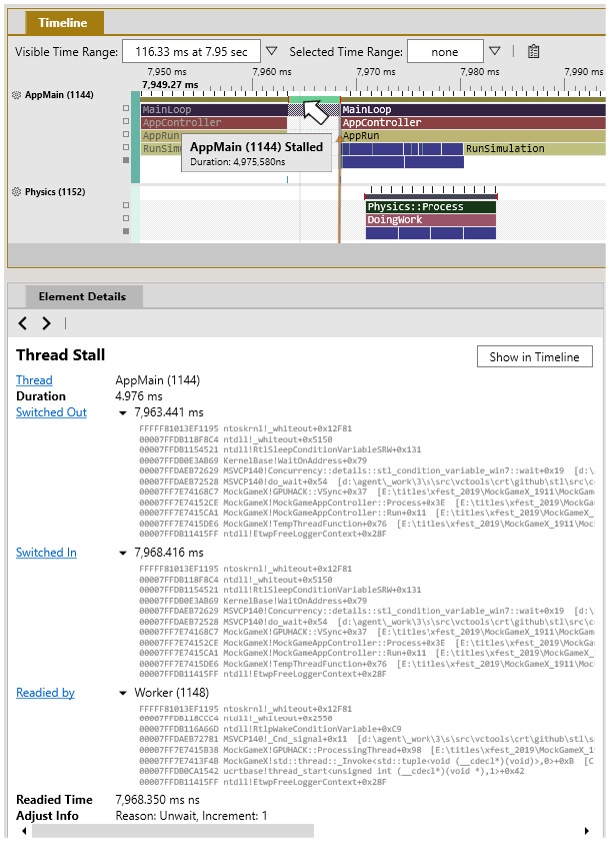 Timeline
Visible Time Range: 116.33 ms at 7.95 sec Selected Time Range: none
7,950 ms 7,960 ms 7,970 ms 7,980 ms 7,990 ms
7,949.27 ms
AppMain (1144)
MainLoop MainLoop
AppController AppController
AppRun AppRun
RunSimu RunSimulation
AppMain (1144) Stalled
Duration: 4,975,580ns
Physics (1152)
Physics::Process
DoingWork
Element Details
Thread Stall
Show in Timeline
Thread AppMain (1144)
Duration 4.976 ms
Switched Out 7,963.441 ms
FFFFF81013EF1195 ntoskrnl!_whiteout+0x12F81
00007FFDB118F8C4 ntdll!_whiteout+0x5150
00007FFDB1154521 ntdll!RtlSleepConditionVariableSRW+0x131
00007FFDB0E3AB69 KernelBase!WaitOnAddress+0x79
00007FFDAEB72629 MSVCP140!Concurrency::details::stl_condition_variable_win7::wait+0x19 [d:\a
00007FFDAEB72528 MSVCP140!do_wait+0x54 [d:\agent\_work\3\s\src\vctools\crt\github\stl\src\c
00007FF7E74168C7 MockGameX!GPUHACK::VSync+0x37 [E:\titles\xfest_2019\MockGameX_1911\MockGam
00007FF7E74152CE MockGameX!MockGameAppController::Process+0x3E [E:\titles\xfest_2019\MockGa
00007FF7E7415CA1 MockGameX!MockGameAppController::Run+0x11 [E:\titles\xfest_2019\MockGameX_
00007FF7E7415DE6 MockGameX!TempThreadFunction+0x76 [E:\titles\xfest_2019\MockGameX_1911\Moc
00007FFDB11415FF ntdll!EtwpFreeLoggerContext+0x28F
Switched In 7,968.416 ms
FFFFF81013EF1195 ntoskrnl!_whiteout+0x12F81
00007FFDB118F8C4 ntdll!_whiteout+0x5150
00007FFDB1154521 ntdll!RtlSleepConditionVariableSRW+0x131
00007FFDB0E3AB69 KernelBase!WaitOnAddress+0x79
00007FFDAEB72629 MSVCP140!Concurrency::details::stl_condition_variable_win7::wait+0x19 [d:\a
00007FFDAEB72528 MSVCP140!do_wait+0x54 [d:\agent\_work\3\s\src\vctools\crt\github\stl\src\co
00007FF7E74168C7 MockGameX!GPUHACK::VSync+0x37 [E:\titles\xfest_2019\MockGameX_1911\MockGam
00007FF7E74152CE MockGameX!MockGameAppController::Process+0x3E [E:\titles\xfest_2019\MockGa
00007FF7E7415CA1 MockGameX!MockGameAppController::Run+0x11 [E:\titles\xfest_2019\MockGameX_
00007FF7E7415DE6 MockGameX!TempThreadFunction+0x76 [E:\titles\xfest_2019\MockGameX_1911\Moc
00007FFDB11415FF ntdll!EtwpFreeLoggerContext+0x28F
Readied by Worker (1148)
FFFFF81013EF1195 ntoskrnl!_whiteout+0x12F81
00007FFDB118CCC4 ntdll!_whiteout+0x2550
00007FFDB116A66D ntdll!RtlpWakeConditionVariable+0xC9
00007FFDAEB72781 MSVCP140!_Cnd_signal+0x11 [d:\agent\_work\3\s\src\vctools\crt\github\stl\s
00007FF7E7415B38 MockGameX!GPUHACK::ProcessingThread+0x98 [E:\titles\xfest_2019\MockGameX_1
00007FF7E7413F4B MockGameX!std::thread::_Invoke<std::tuple<void (__cdecl*)(void)>,0>+0xB [C
00007FFDB0CA1542 ucrtbase!thread_start<unsigned int (__cdecl*)(void *),1>+0x42
00007FFDB11415FF ntdll!EtwpFreeLoggerContext+0x28F
Readied Time 7,968.350 ms ns
Adjust Info Reason: Unwait, Increment: 1